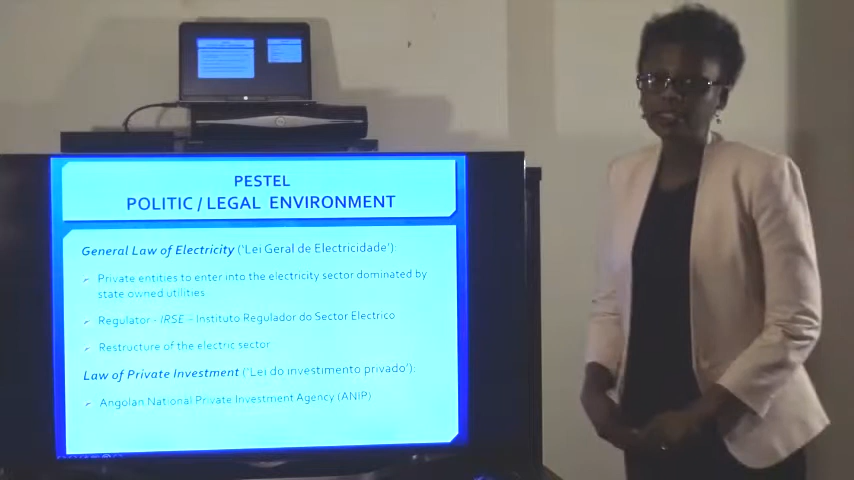 PESTEL
POLITIC / LEGAL ENVIRONMENT
General Law of Electricity ('Lei Geral de Electricidade'):
Private entities to enter into the electricity sector dominated by
state owned utilities
Regulator - IRSE – Instituto Regulador do Sector Electrico
Restructure of the electric sector
Law of Private Investment ('Lei do investimento privado'):
Angolan National Private Investment Agency (ANIP)